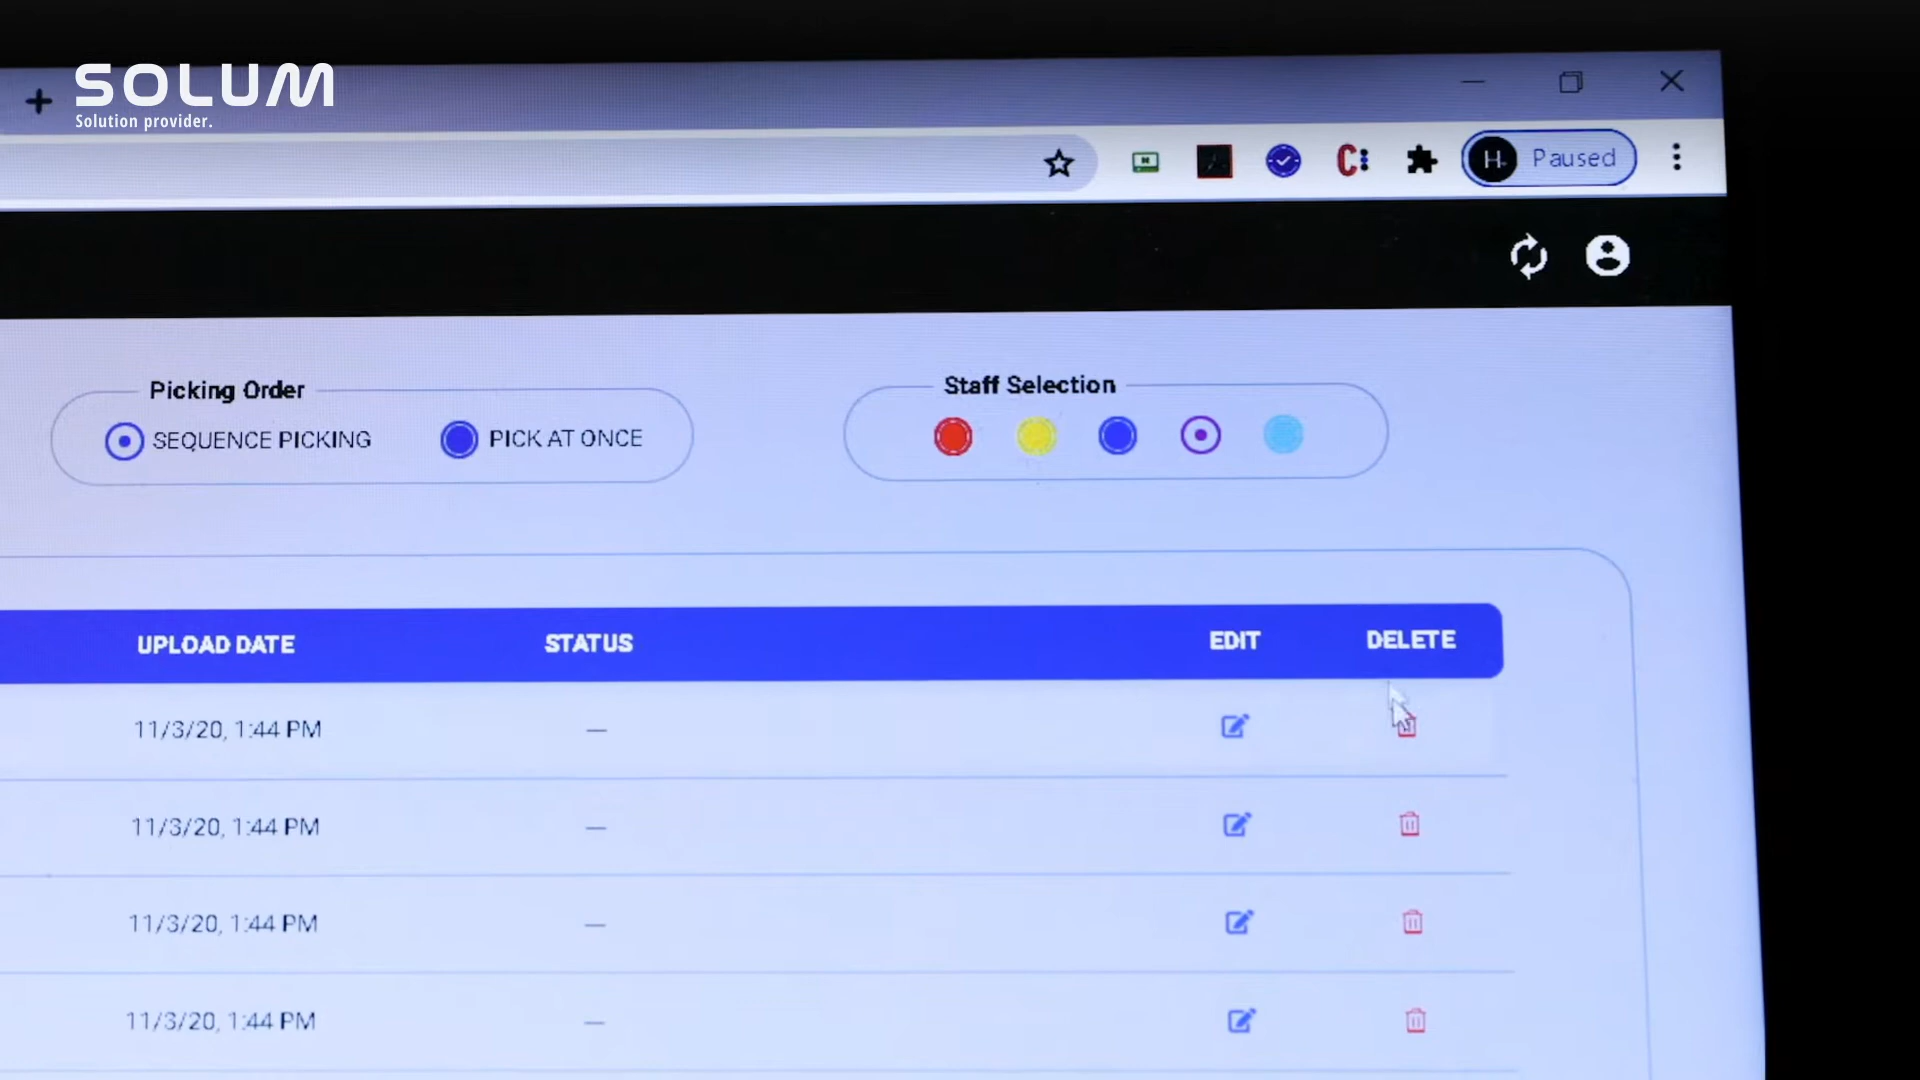 SOLUM
Solution provider.
H
Paused
Picking Order
SEQUENCE PICKING
PICK AT ONCE
Staff Selection
UPLOAD DATE STATUS EDIT DELETE
11/3/20, 1:44 PM —
11/3/20, 1:44 PM —
11/3/20, 1:44 PM —
11/3/20, 1:44 PM —